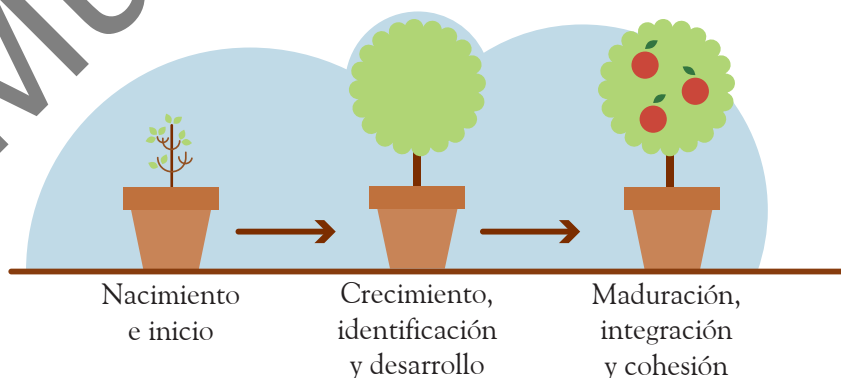 Nacimiento
e inicio
Crecimiento,
identificación
y desarrollo
Maduración,
integración
y cohesión